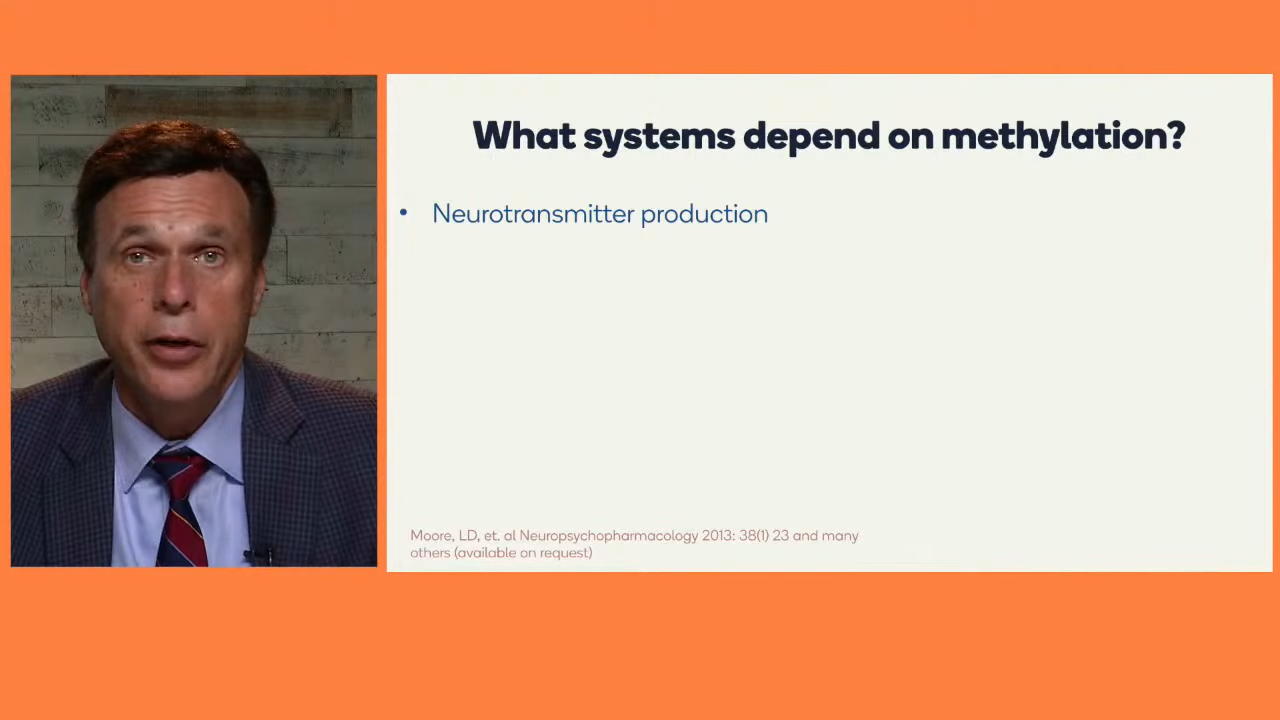 What systems depend on methylation?
• Neurotransmitter production
Moore, LD, et. al Neuropsychopharmacology 2013: 38(1) 23 and many
others (available on request)